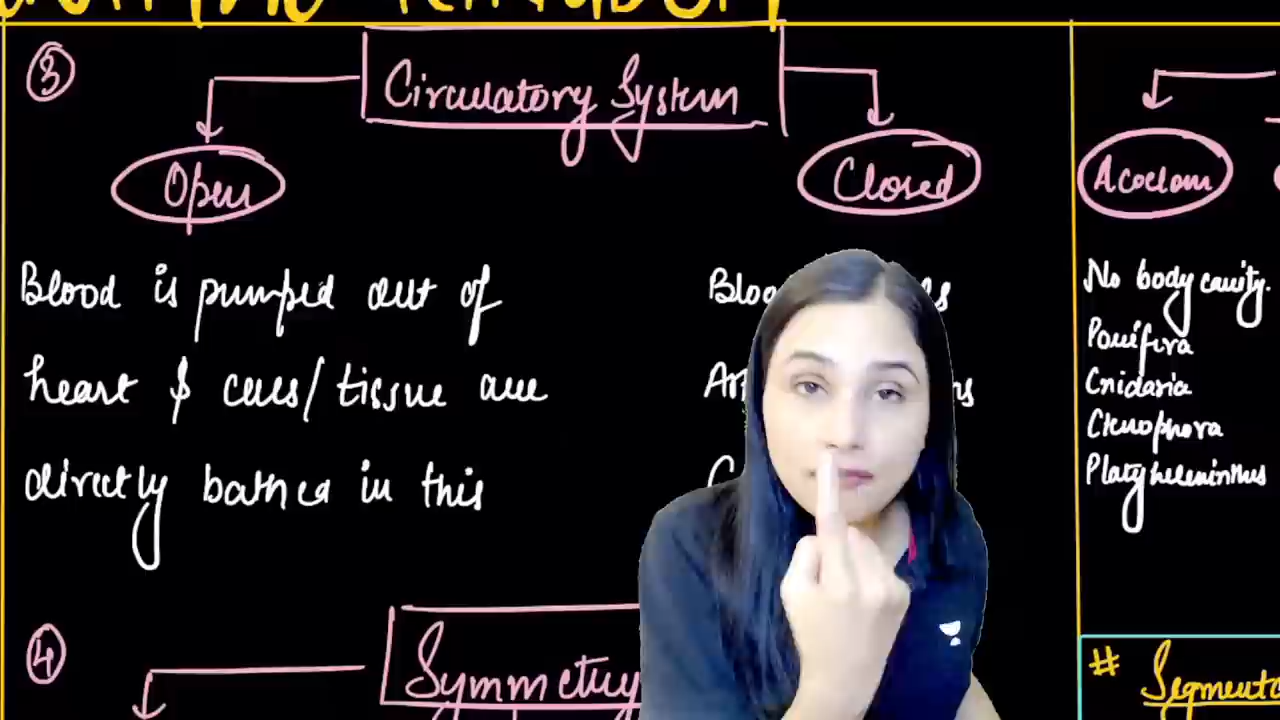 3
Circulatory System
Open
Closed
Blood is pumped out of
heart & cells/tissue are
directly bathed in this
4
Symmetry
Acoelom
No body cavity.
Porifera
Cnidaria
Ctenophora
Platyhelminthes
#